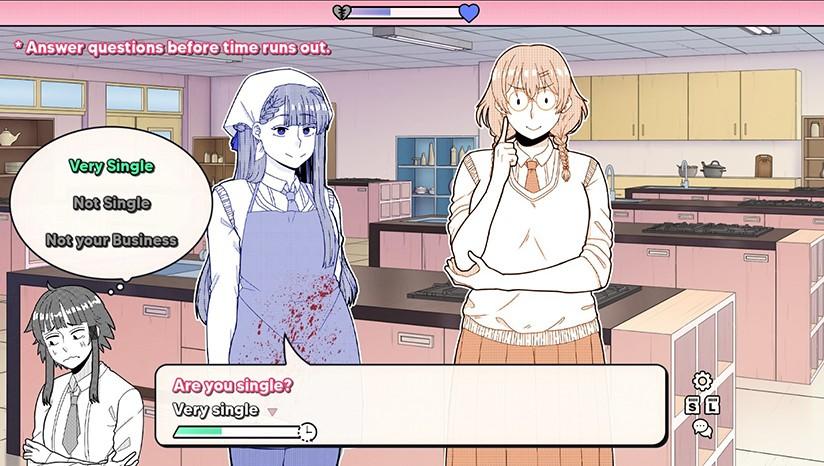 * Answer questions before time runs out.
Very Single
Not Single
Not your Business
Are you single?
Very single
S L